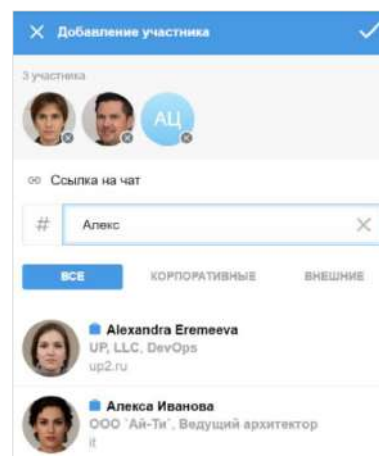 Добавление участника
3 участника
АЦ
Ссылка на чат
# Алекс
ВСЕ КОРПОРАТИВНЫЕ ВНЕШНИЕ
Alexandra Eremeeva
UP, LLC, DevOps
up2.ru
Алекса Иванова
ООО `Ай-Ти`, Ведущий архитектор
it